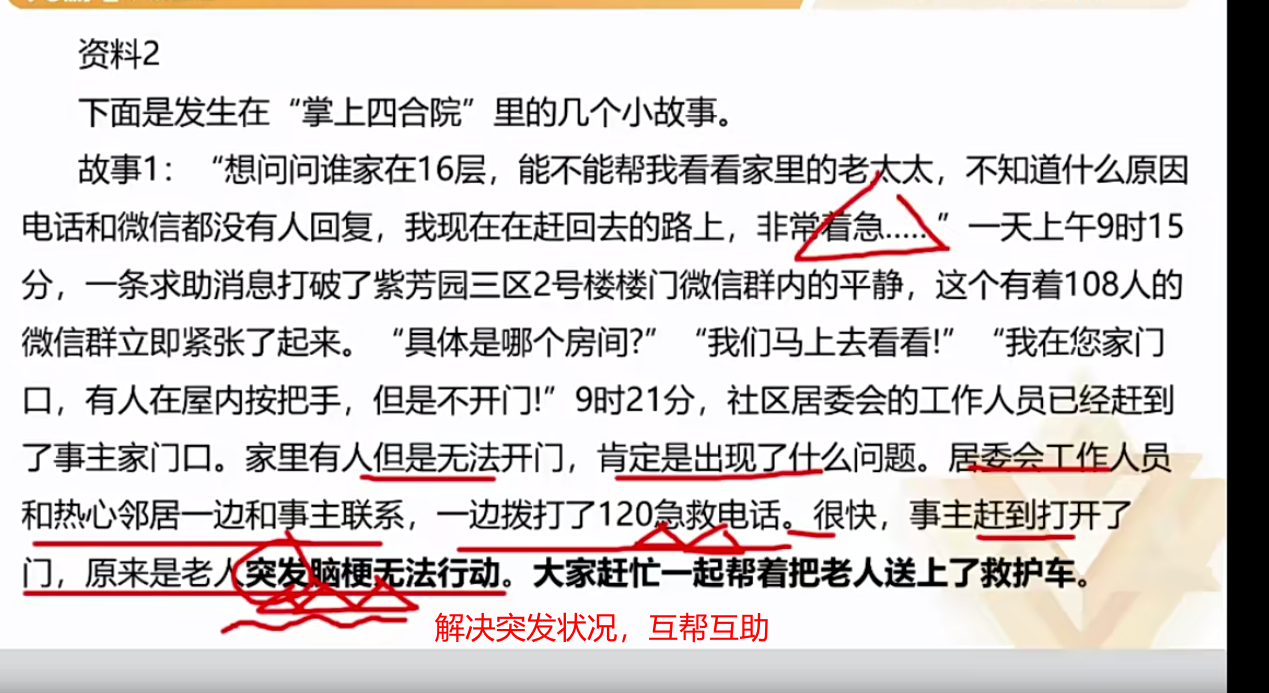 资料2
下面是发生在“掌上四合院”里的几个小故事。
故事1：“想问问谁家在16层，能不能帮我看看家里的老太太，不知道什么原因
电话和微信都没有人回复，我现在在赶回去的路上，非常着急.....”一天上午9时15
分，一条求助消息打破了紫芳园三区2号楼楼门微信群内的平静，这个有着108人的
微信群立即紧张了起来。“具体是哪个房间?”“我们马上去看看!”“我在您家门
口，有人在屋内按把手，但是不开门!”9时21分，社区居委会的工作人员已经赶到
了事主家门口。家里有人但是无法开门，肯定是出现了什么问题。居委会工作人员
和热心邻居一边和事主联系，一边拨打了120急救电话。很快，事主赶到打开了
门，原来是老人突发脑梗无法行动。大家赶忙一起帮着把老人送上了救护车。
解决突发状况，互帮互助